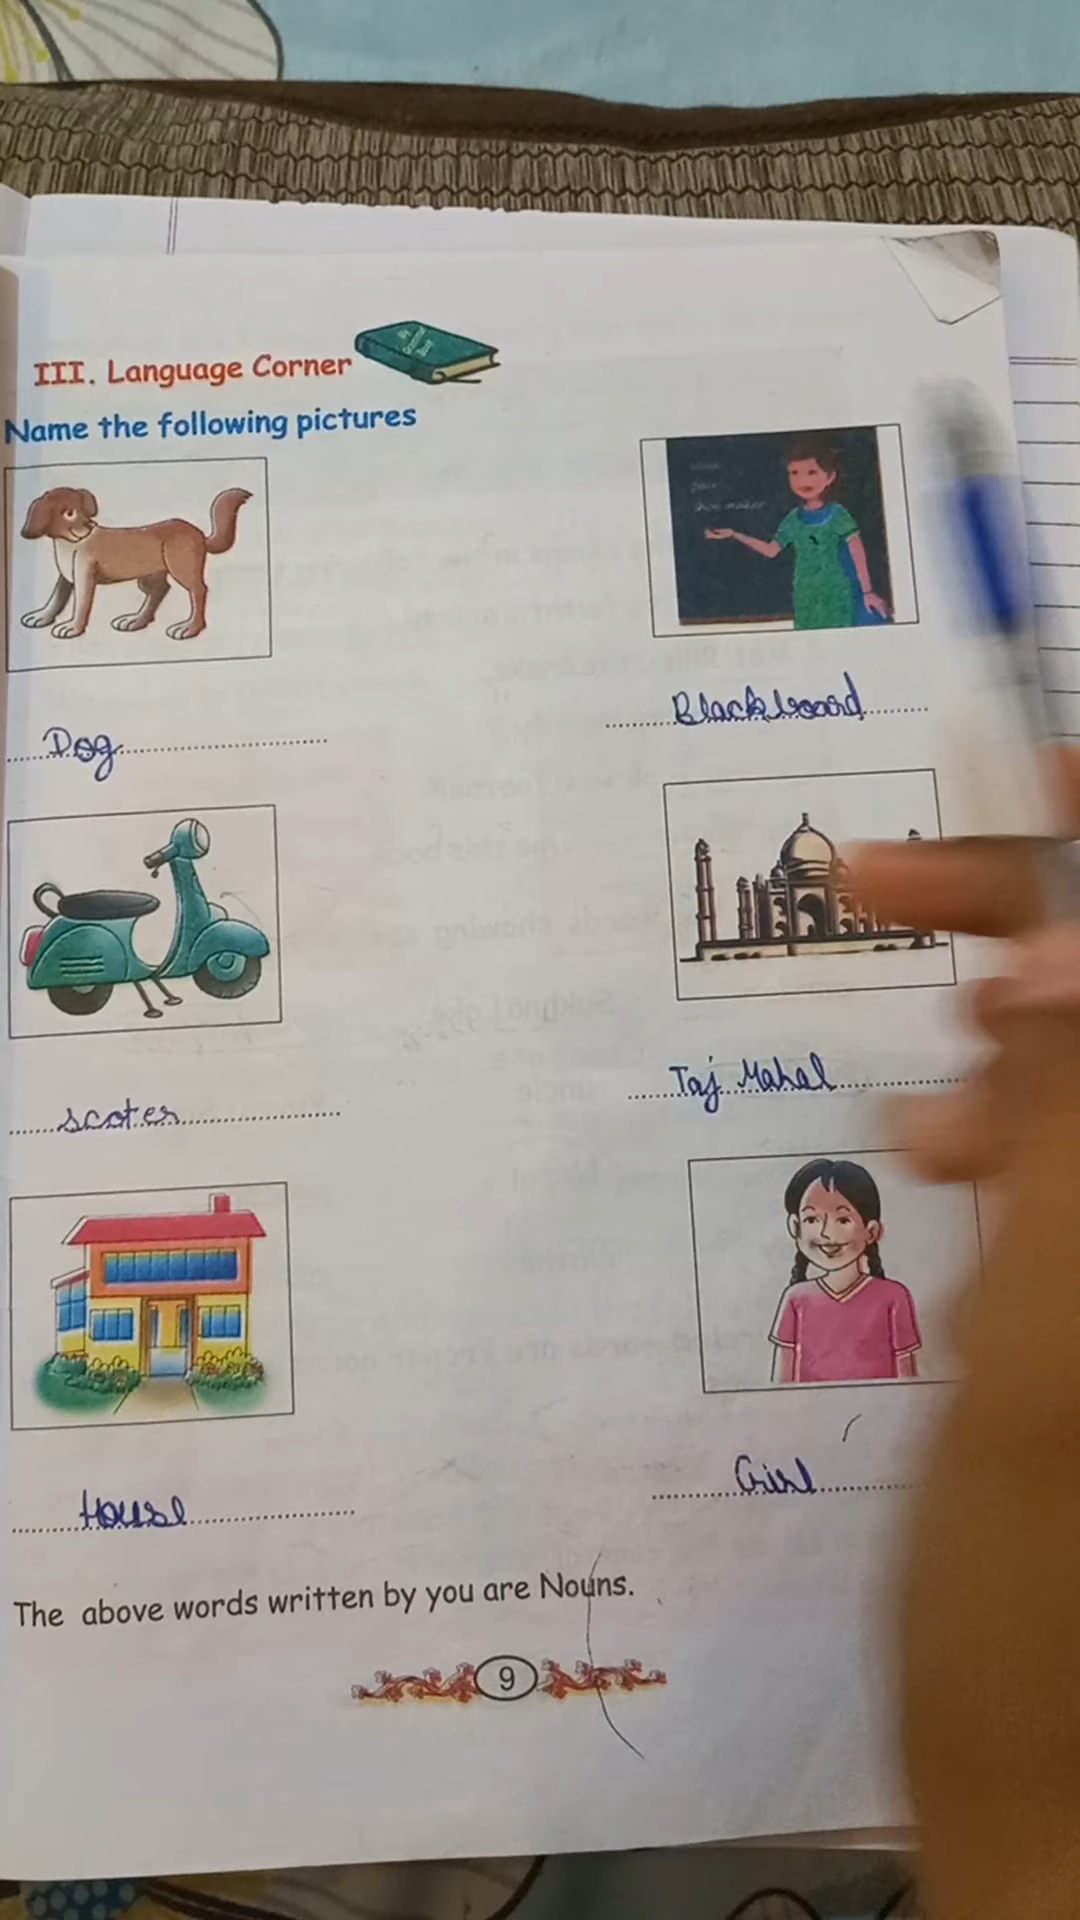 III. Language Corner
Name the following pictures
Dog
Blackboard
scoter
Taj Mahal
House
Girl
The above words written by you are Nouns.
9